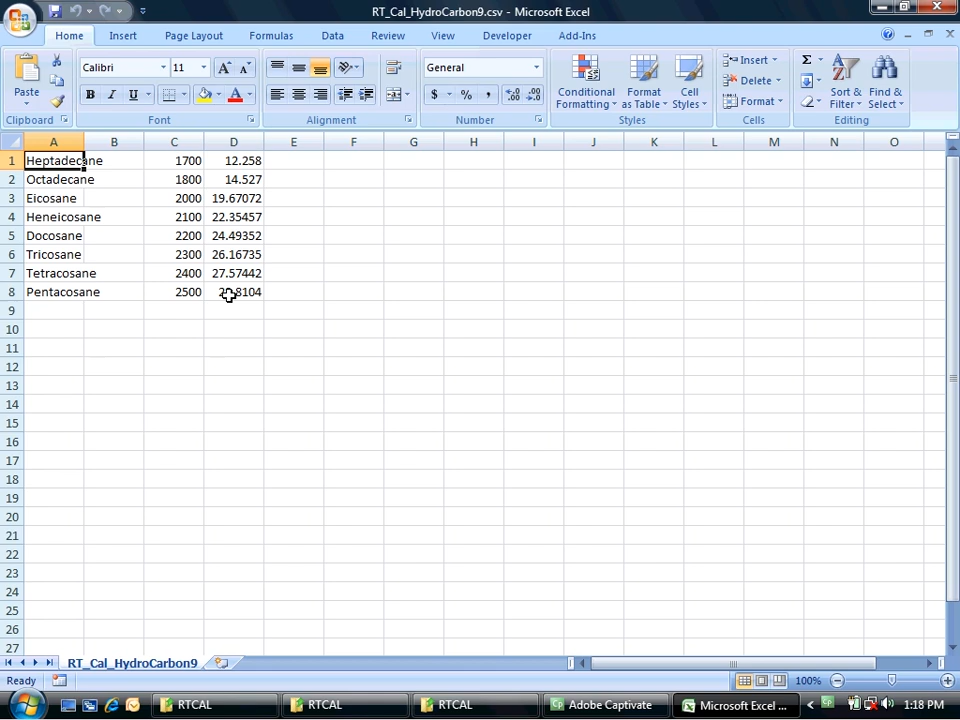 RT_Cal_HydroCarbon9.csv - Microsoft Excel
Home Insert Page Layout Formulas Data Review View Developer Add-Ins
Paste
Clipboard
Calibri 11
B I U A
Font
Alignment
General
$ % ,
Number
Conditional Formatting
Format as Table
Cell Styles
Styles
Insert
Delete
Format
Cells
Σ
Sort & Filter
Find & Select
Editing
A B C D E F G H I J K L M N O
1 Heptadecane 1700 12.258
2 Octadecane 1800 14.527
3 Eicosane 2000 19.67072
4 Heneicosane 2100 22.35457
5 Docosane 2200 24.49352
6 Tricosane 2300 26.16735
7 Tetracosane 2400 27.57442
8 Pentacosane 2500
9
10
11
12
13
14
15
16
17
18
19
20
21
22
23
24
25
26
27
RT_Cal_HydroCarbon9
Ready 100%
RTCAL RTCAL RTCAL Adobe Captivate Microsoft Excel ... 1:18 PM